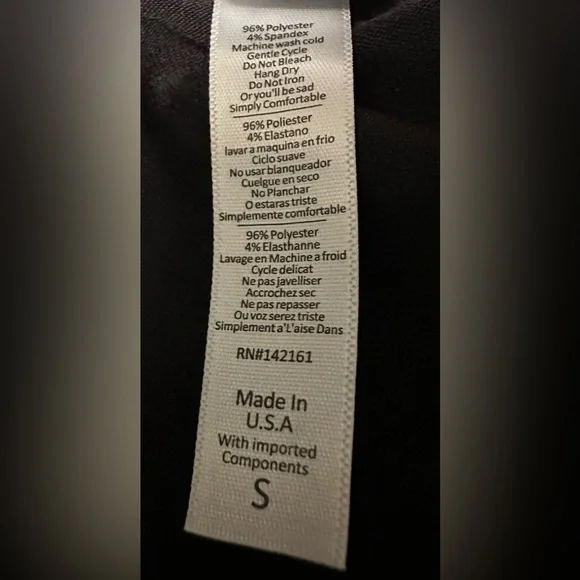 96% Polyester
4% Spandex
Machine wash cold
Gentle Cycle
Do Not Bleach
Hang Dry
Do Not Iron
Or you'll be sad
Simply Comfortable
96% Poliester
4% Elastano
lavar a maquina en frio
Ciclo suave
No usar blanqueador
Cuelgue en seco
No Planchar
O estaras triste
Simplemente comfortable
96% Polyester
4% Elasthanne
Lavage en Machine a froid
Cycle delicat
Ne pas javelliser
Accrochez sec
Ne pas repasser
Ou voz serez triste
Simplement a'L'aise Dans
RN#142161
Made In
U.S.A
With imported
Components
S